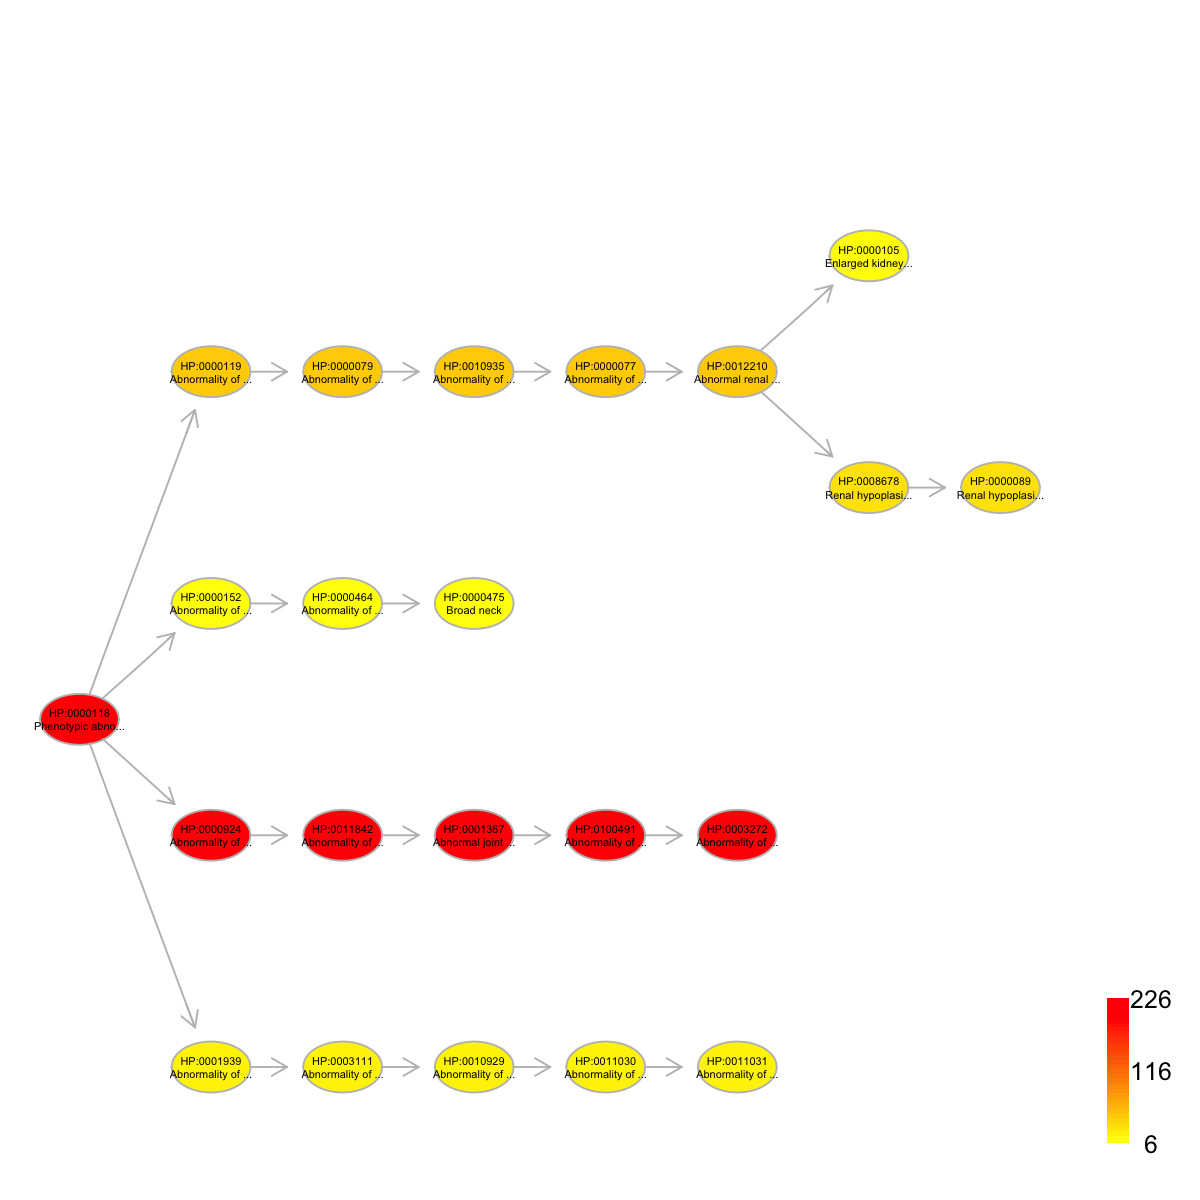 HP:0000105
Enlarged kidney...
HP:0000119
Abnormality of ...
HP:0000079
Abnormality of ...
HP:0010935
Abnormality of ...
HP:0000077
Abnormality of ...
HP:0012210
Abnormal renal ...
HP:0008678
Renal hypoplasi...
HP:0000089
Renal hypoplasi...
HP:0000152
Abnormality of ...
HP:0000464
Abnormality of ...
HP:0000475
Broad neck
HP:0000118
Phenotypic abno...
HP:0000924
Abnormality of ...
HP:0011842
Abnormality of ...
HP:0001367
Abnormal joint ...
HP:0100491
Abnormality of ...
HP:0003272
Abnormality of ...
HP:0001939
Abnormality of ...
HP:0003111
Abnormality of ...
HP:0010929
Abnormality of ...
HP:0011030
Abnormality of ...
HP:0011031
Abnormality of ...
226
116
6